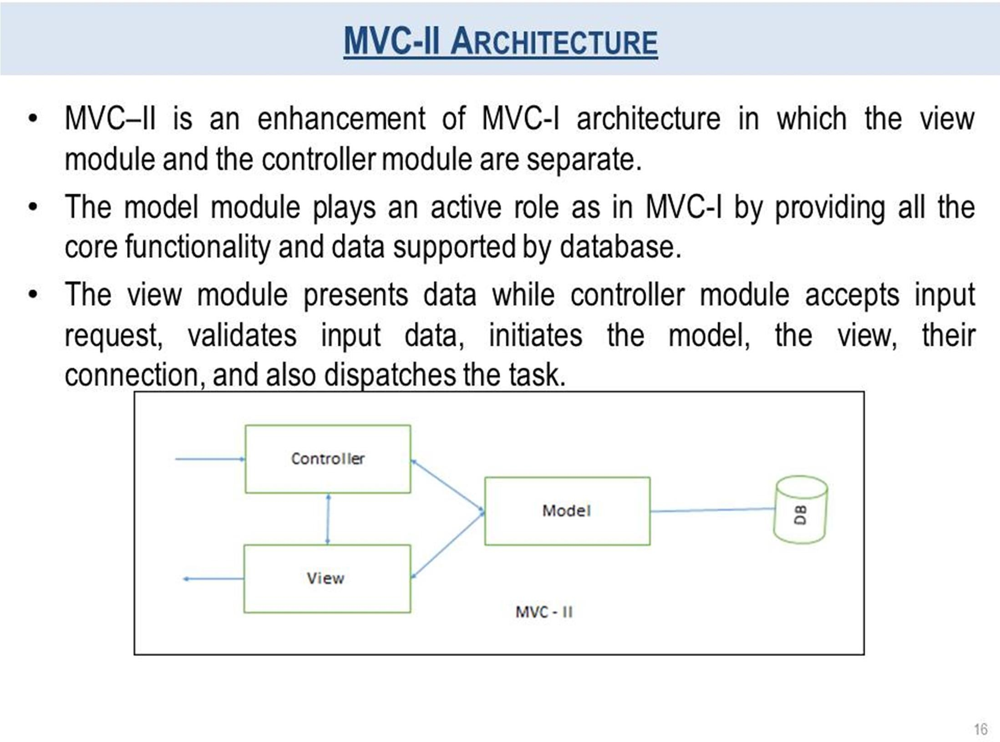 MVC-II ARCHITECTURE
• MVC–II is an enhancement of MVC-I architecture in which the view
module and the controller module are separate.
• The model module plays an active role as in MVC-I by providing all the
core functionality and data supported by database.
• The view module presents data while controller module accepts input
request, validates input data, initiates the model, the view, their
connection, and also dispatches the task.
Controller
Model
DB
View
MVC - II
16